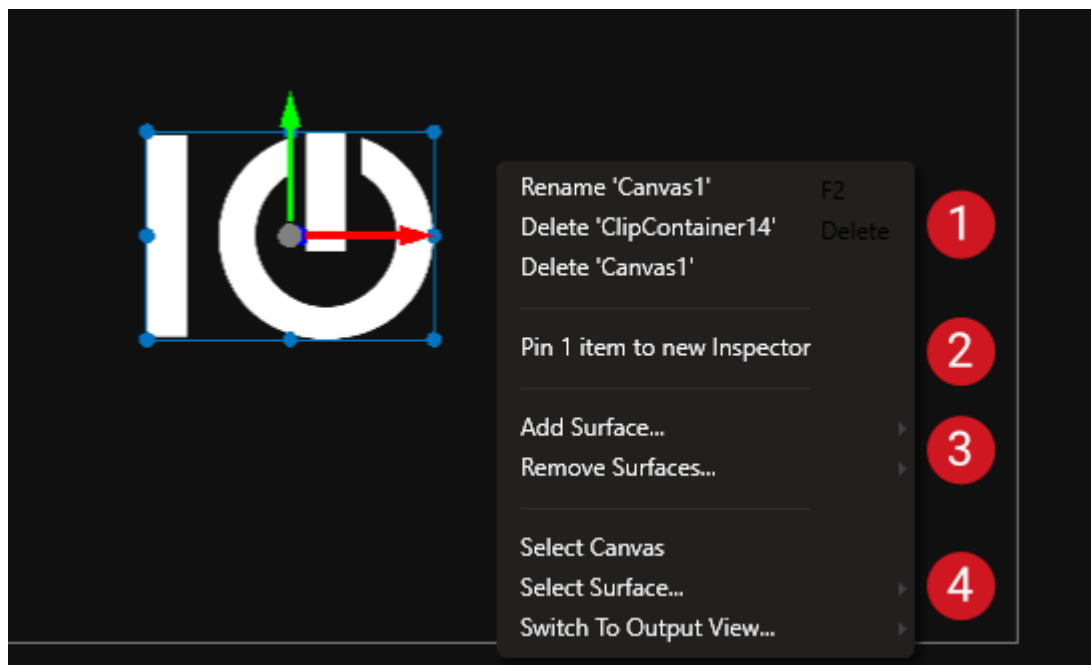 Rename 'Canvas1' F2
Delete 'ClipContainer14' Delete
Delete 'Canvas1'
1
Pin 1 item to new Inspector
2
Add Surface...
Remove Surfaces...
3
Select Canvas
Select Surface...
4
Switch To Output View...